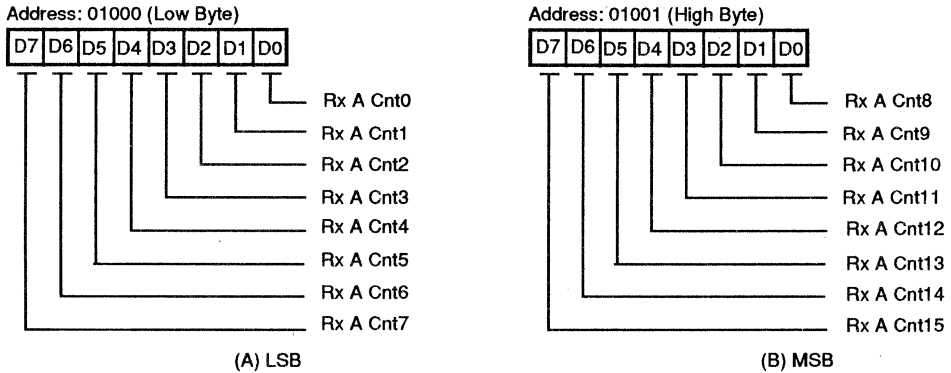 Address: 01000 (Low Byte)
D7 D6 D5 D4 D3 D2 D1 D0
Rx A Cnt0
Rx A Cnt1
Rx A Cnt2
Rx A Cnt3
Rx A Cnt4
Rx A Cnt5
Rx A Cnt6
Rx A Cnt7
(A) LSB
Address: 01001 (High Byte)
D7 D6 D5 D4 D3 D2 D1 D0
Rx A Cnt8
Rx A Cnt9
Rx A Cnt10
Rx A Cnt11
Rx A Cnt12
Rx A Cnt13
Rx A Cnt14
Rx A Cnt15
(B) MSB